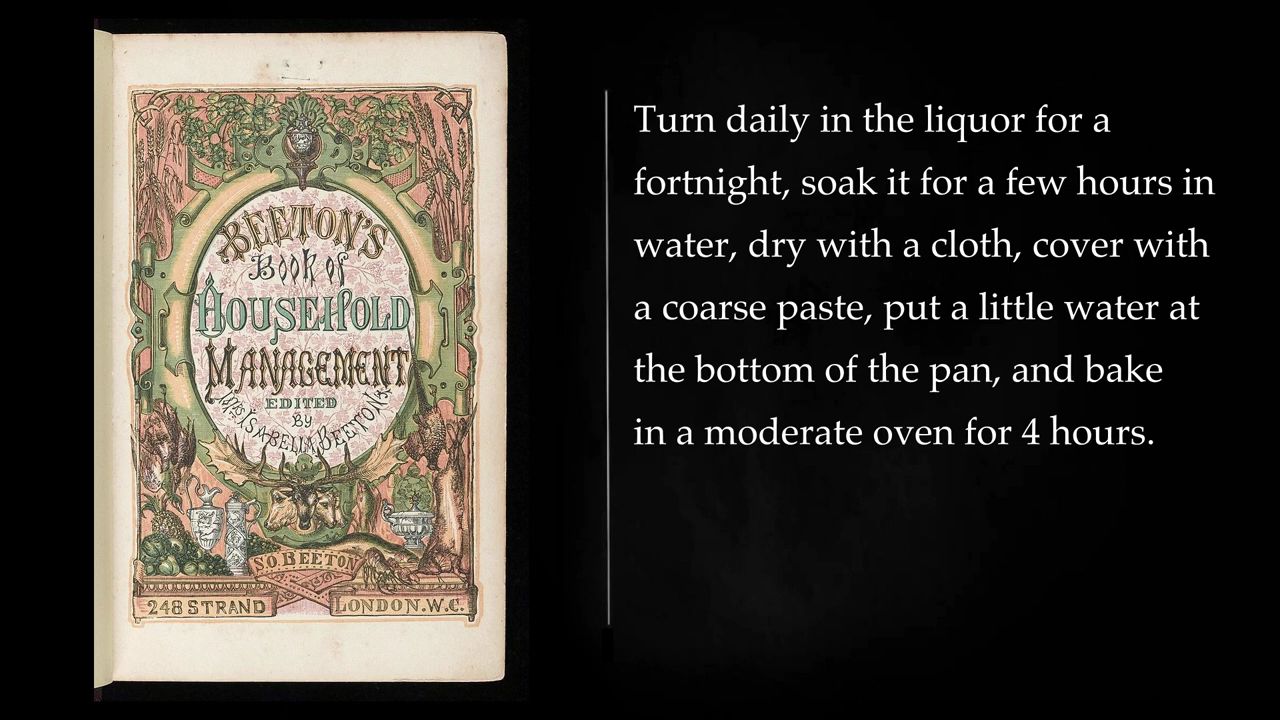 BEETON'S
Book of
HOUSEHOLD
MANAGEMENT
EDITED
By
MRS ISABELLA BEETON
S.O. BEETON
248 STRAND
LONDON. W.C.
Turn daily in the liquor for a
fortnight, soak it for a few hours in
water, dry with a cloth, cover with
a coarse paste, put a little water at
the bottom of the pan, and bake
in a moderate oven for 4 hours.